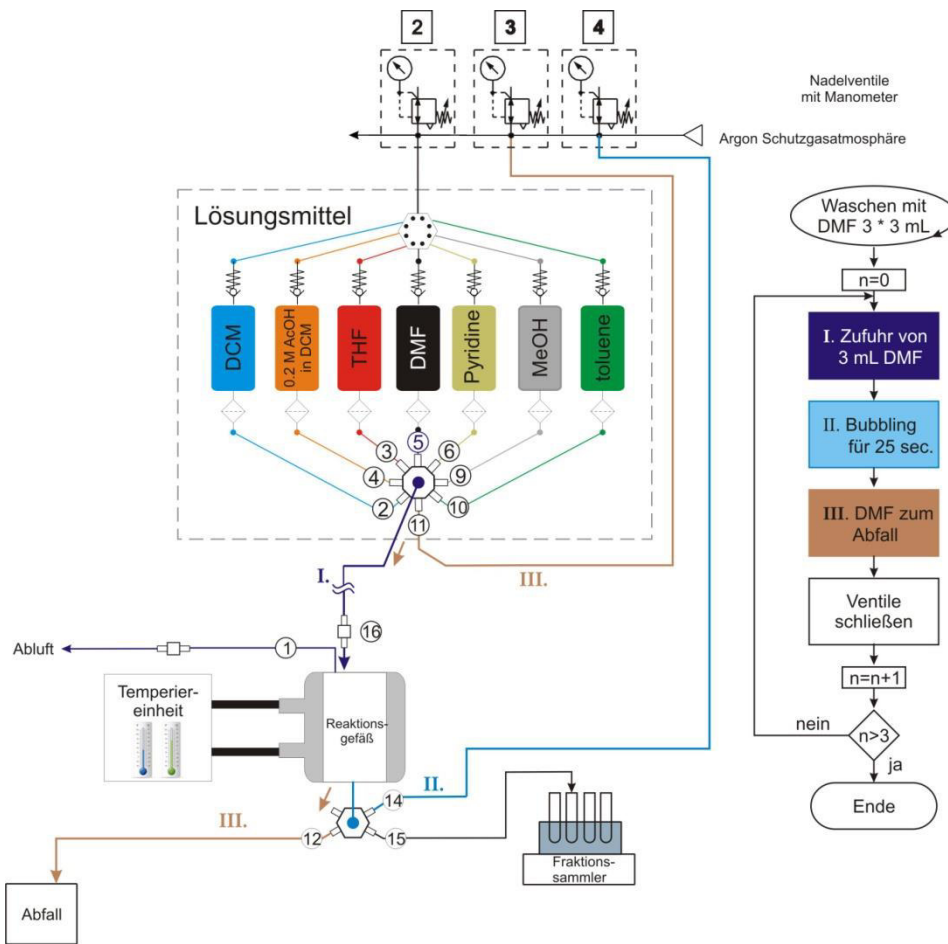 2
3
4
Nadelventile
mit Manometer
Argon Schutzgasatmosphäre
Lösungsmittel
DCM
0.2 M AcOH
in DCM
THF
DMF
Pyridine
MeOH
toluene
5
3
6
4
9
2
10
11
I.
III.
16
Abluft
1
Temperier-
einheit
Reaktions-
gefäß
II.
14
III.
12
15
Fraktions-
sammler
Abfall
Waschen mit
DMF 3 * 3 mL
n=0
I. Zufuhr von
3 mL DMF
II. Bubbling
für 25 sec.
III. DMF zum
Abfall
Ventile
schließen
n=n+1
nein
n>3
ja
Ende